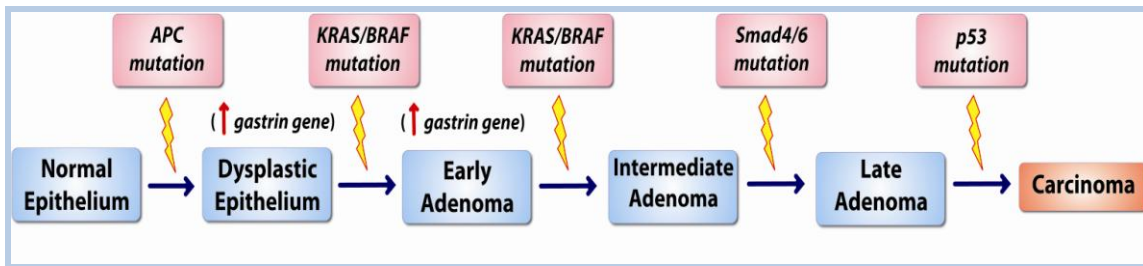 APC
mutation
KRAS/BRAF
mutation
KRAS/BRAF
mutation
Smad4/6
mutation
p53
mutation
( gastrin gene)
( gastrin gene)
Normal
Epithelium
Dysplastic
Epithelium
Early
Adenoma
Intermediate
Adenoma
Late
Adenoma
Carcinoma